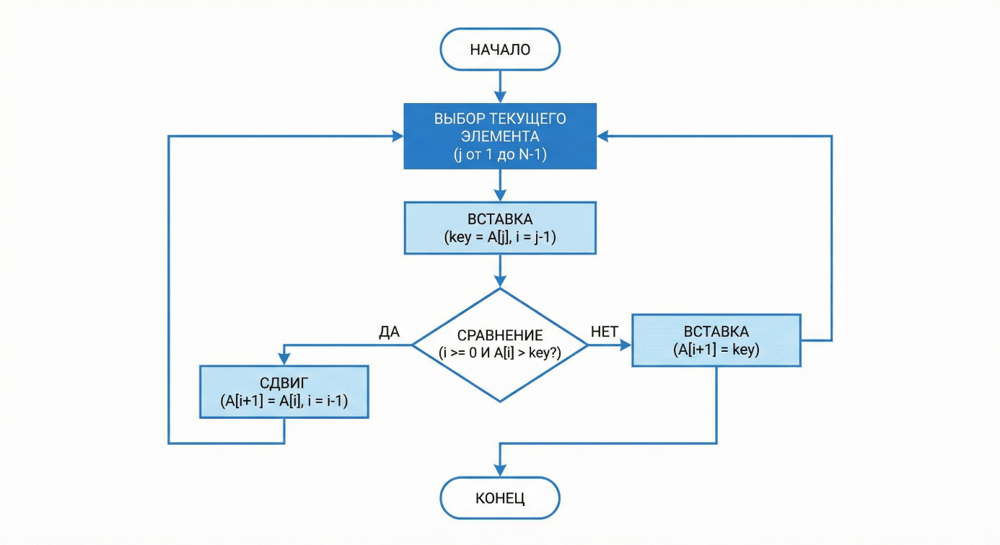 НАЧАЛО
ВЫБОР ТЕКУЩЕГО
ЭЛЕМЕНТА
(j от 1 до N-1)
ВСТАВКА
(key = A[j], i = j-1)
ДА
СРАВНЕНИЕ
(i >= 0 И A[i] > key?)
НЕТ
ВСТАВКА
(A[i+1] = key)
СДВИГ
(A[i+1] = A[i], i = i-1)
КОНЕЦ